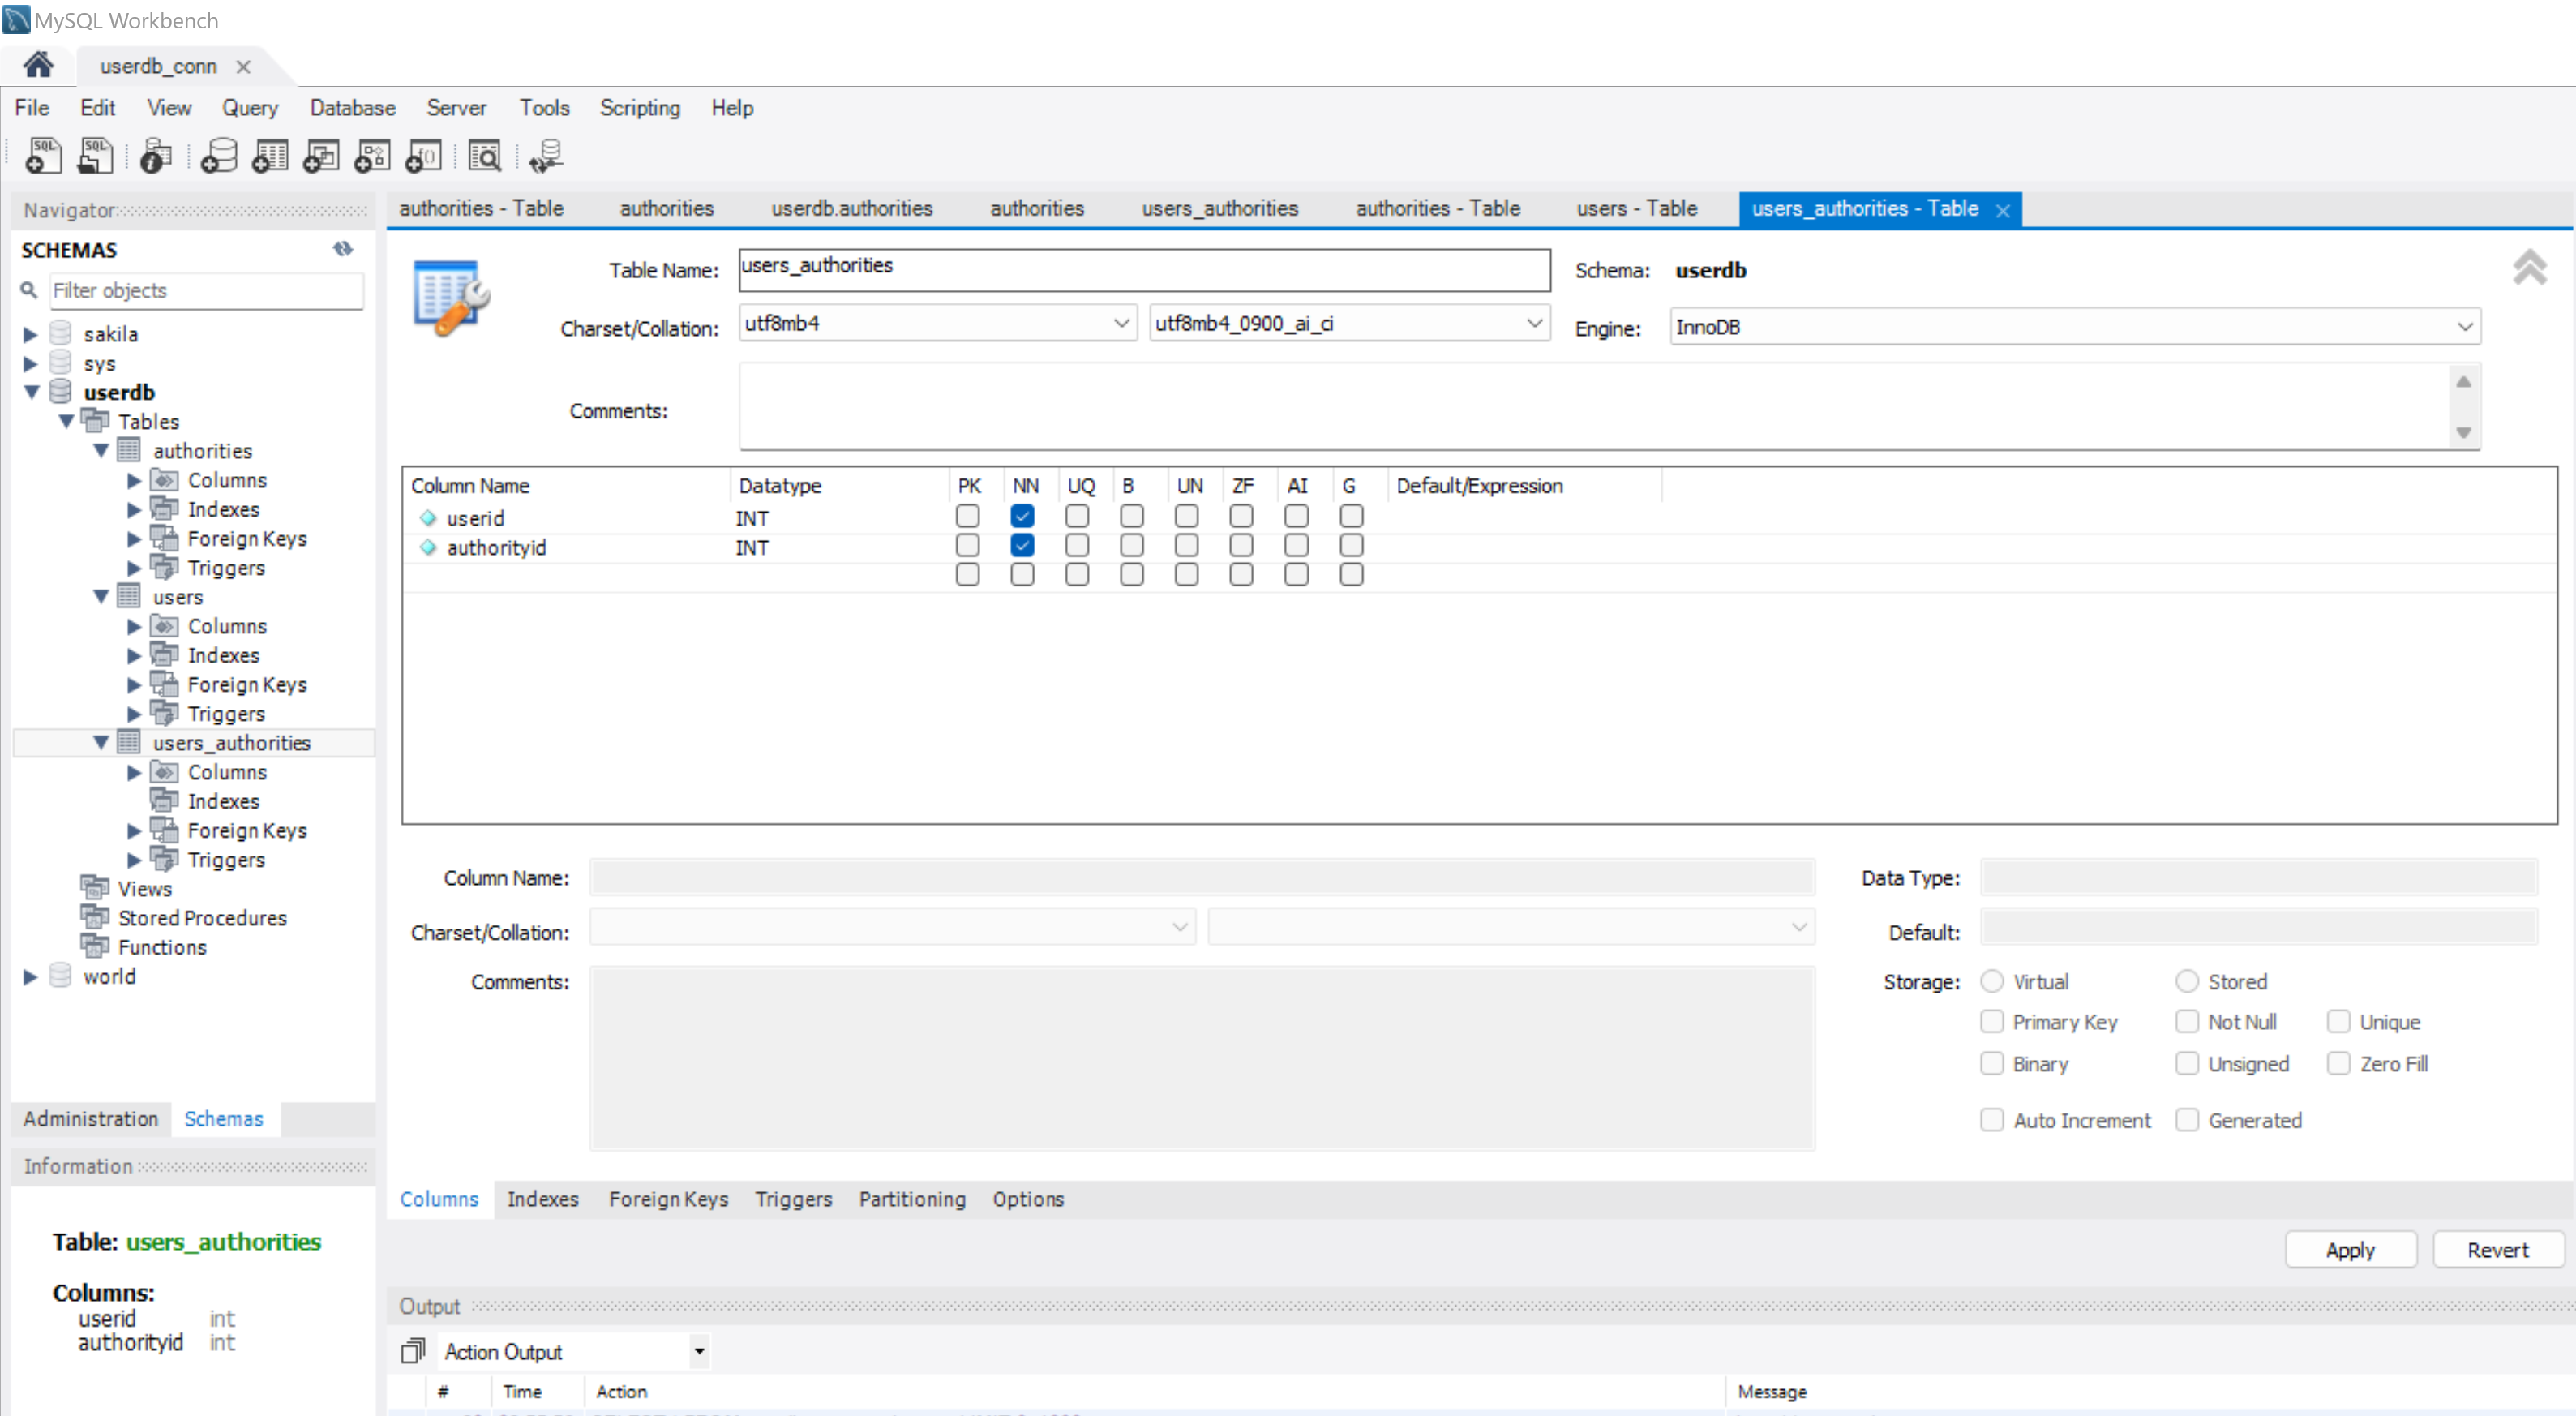 MySQL Workbench
userdb_conn
File Edit View Query Database Server Tools Scripting Help
SQL SQL
Navigator
SCHEMAS
Filter objects
sakila
sys
userdb
Tables
authorities
Columns
Indexes
Foreign Keys
Triggers
users
Columns
Indexes
Foreign Keys
Triggers
users_authorities
Columns
Indexes
Foreign Keys
Triggers
Views
Stored Procedures
Functions
world
Administration Schemas
Information
Table: users_authorities
Columns:
userid int
authorityid int
authorities - Table authorities userdb.authorities authorities users_authorities authorities - Table users - Table users_authorities - Table
Table Name: users_authorities Schema: userdb
Charset/Collation: utf8mb4 utf8mb4_0900_ai_ci Engine: InnoDB
Comments:
Column Name Datatype PK NN UQ B UN ZF AI G Default/Expression
userid INT
authorityid INT
Column Name: Data Type:
Charset/Collation: Default:
Comments: Storage: Virtual Stored
Primary Key Not Null Unique
Binary Unsigned Zero Fill
Auto Increment Generated
Columns Indexes Foreign Keys Triggers Partitioning Options
Apply Revert
Output
Action Output
# Time Action Message